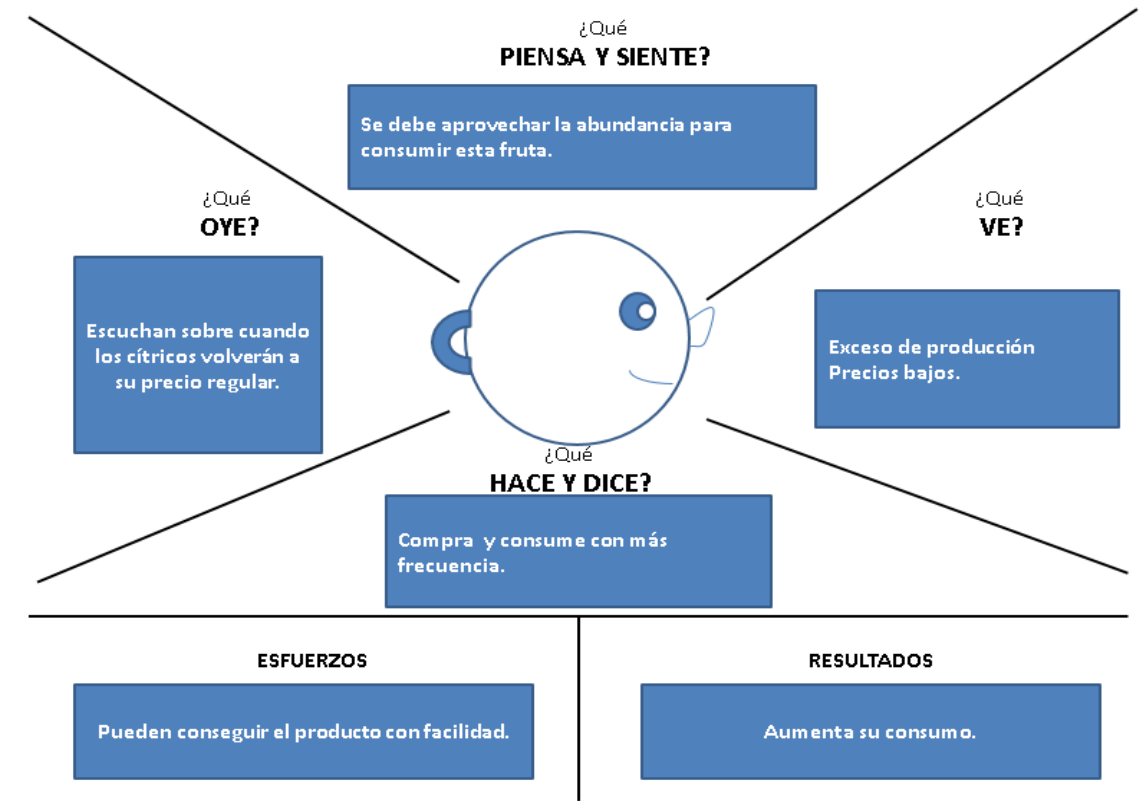 ¿Qué
PIENSA Y SIENTE?
Se debe aprovechar la abundancia para
consumir esta fruta.
¿Qué
OYE?
Escuchan sobre cuando
los cítricos volverán a
su precio regular.
¿Qué
VE?
Exceso de producción
Precios bajos.
¿Qué
HACE Y DICE?
Compra y consume con más
frecuencia.
ESFUERZOS
Pueden conseguir el producto con facilidad.
RESULTADOS
Aumenta su consumo.